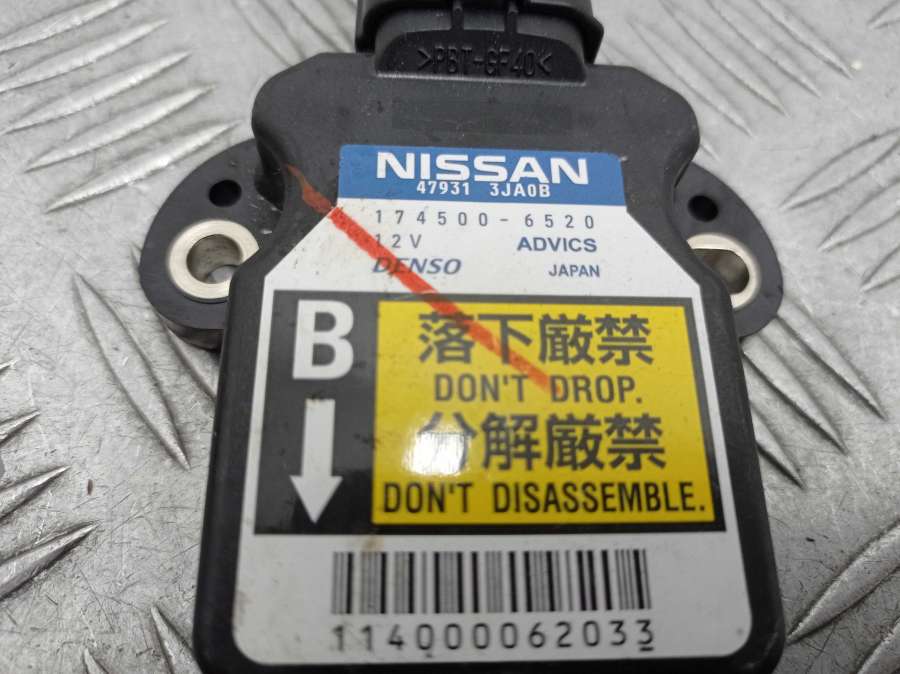 >PBT-GF40<
NISSAN
47931 3JA0B
174500-6520
12V ADVICS
DENSO JAPAN
B
落下厳禁
DON'T DROP.
分解厳禁
DON'T DISASSEMBLE.
114000062033